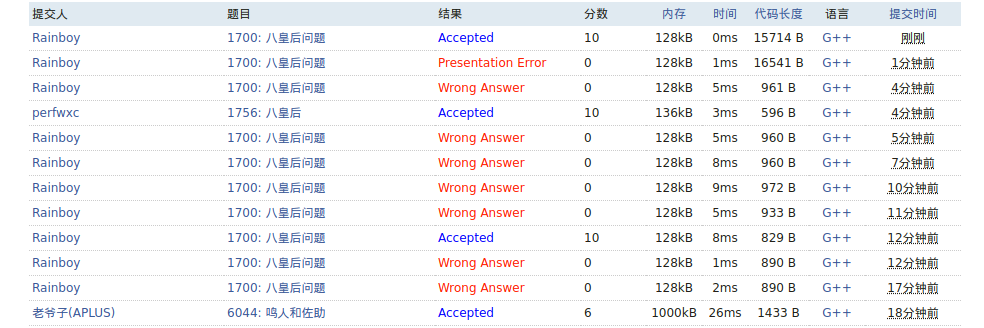 提交人 题目 结果 分数 内存 时间 代码长度 语言 提交时间
Rainboy 1700: 八皇后问题 Accepted 10 128kB 0ms 15714 B G++ 刚刚
Rainboy 1700: 八皇后问题 Presentation Error 0 128kB 1ms 16541 B G++ 1分钟前
Rainboy 1700: 八皇后问题 Wrong Answer 0 128kB 5ms 961 B G++ 4分钟前
perfwxc 1756: 八皇后 Accepted 10 136kB 3ms 596 B G++ 4分钟前
Rainboy 1700: 八皇后问题 Wrong Answer 0 128kB 5ms 960 B G++ 5分钟前
Rainboy 1700: 八皇后问题 Wrong Answer 0 128kB 8ms 960 B G++ 7分钟前
Rainboy 1700: 八皇后问题 Wrong Answer 0 128kB 9ms 972 B G++ 10分钟前
Rainboy 1700: 八皇后问题 Wrong Answer 0 128kB 5ms 933 B G++ 11分钟前
Rainboy 1700: 八皇后问题 Accepted 10 128kB 8ms 829 B G++ 12分钟前
Rainboy 1700: 八皇后问题 Wrong Answer 0 128kB 1ms 890 B G++ 12分钟前
Rainboy 1700: 八皇后问题 Wrong Answer 0 128kB 2ms 890 B G++ 17分钟前
老爷子(APLUS) 6044: 鸣人和佐助 Accepted 6 1000kB 26ms 1433 B G++ 18分钟前